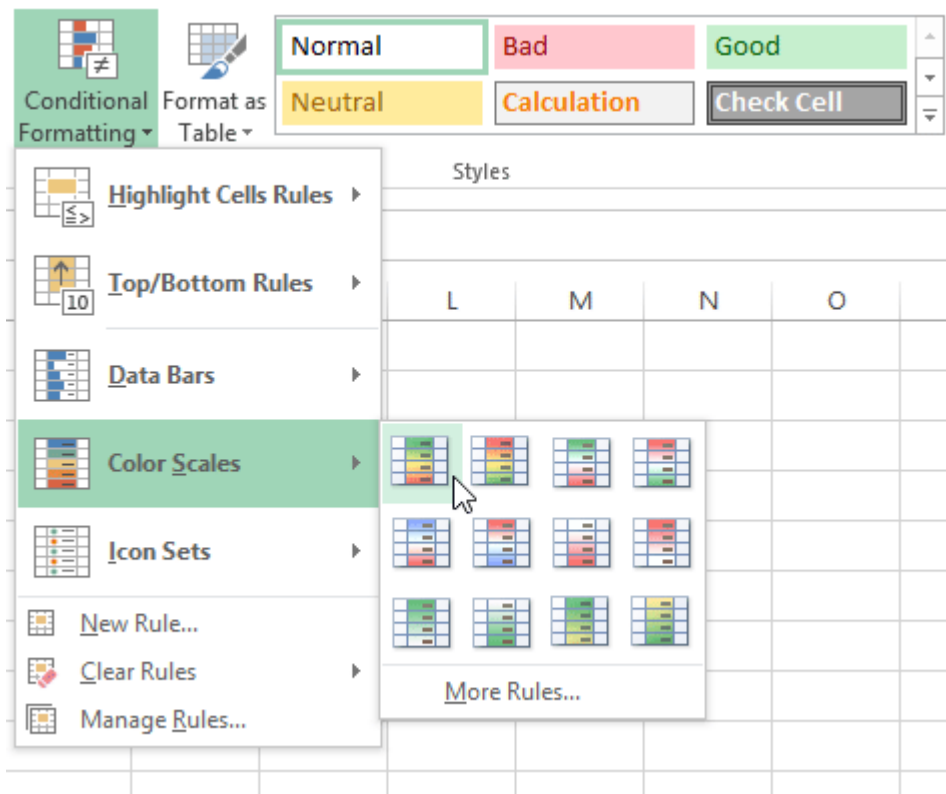 Normal
Bad
Good
Conditional Formatting
Format as Table
Neutral
Calculation
Check Cell
Styles
≠
Highlight Cells Rules
≤
>
Top/Bottom Rules
10
L
M
N
O
Data Bars
Color Scales
Icon Sets
New Rule...
Clear Rules
Manage Rules...
More Rules...